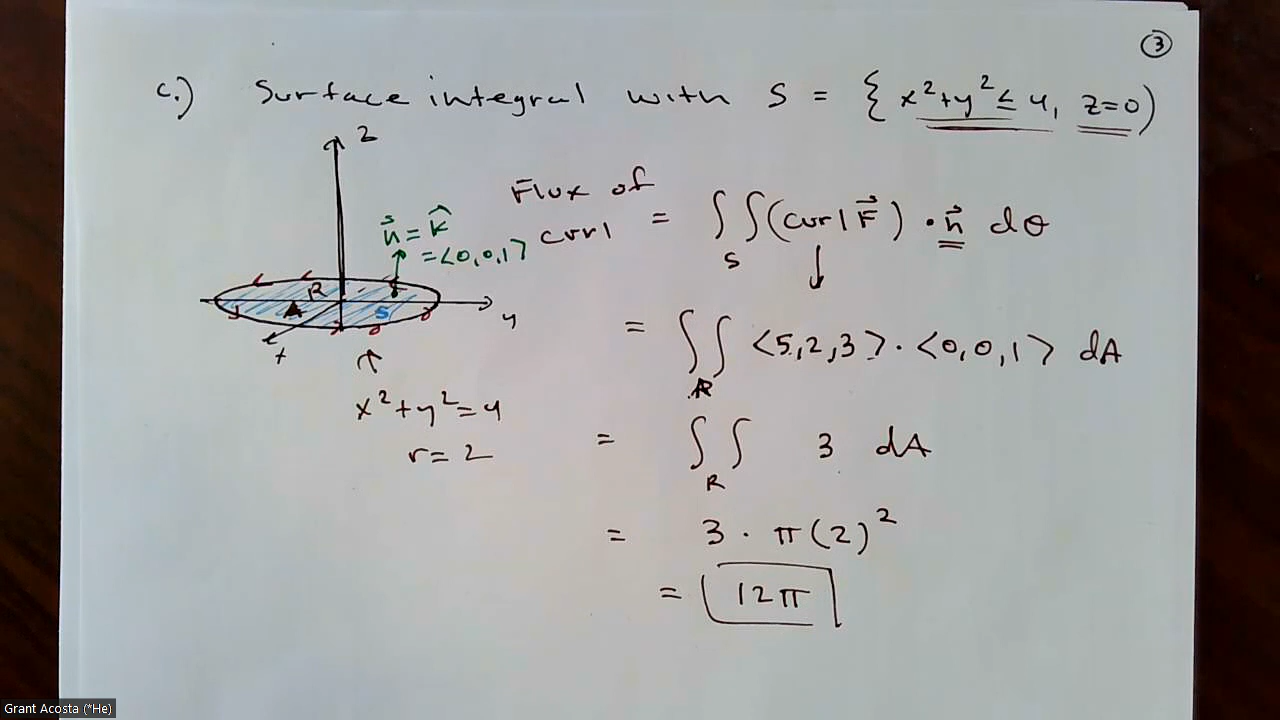 ③
c.) Surface integral with S = { x²+y² ≤ 4, z=0 )
z
n⃗ = k̂
= <0,0,1>
R
S
y
x
x²+y²=4
r=2
Flux of
curl = ∫∫(curl F⃗) · n⃗ dσ
S
= ∫∫ <5,2,3> · <0,0,1> dA
R
= ∫∫ 3 dA
R
= 3 · π(2)²
= 12π
Grant Acosta (*He)